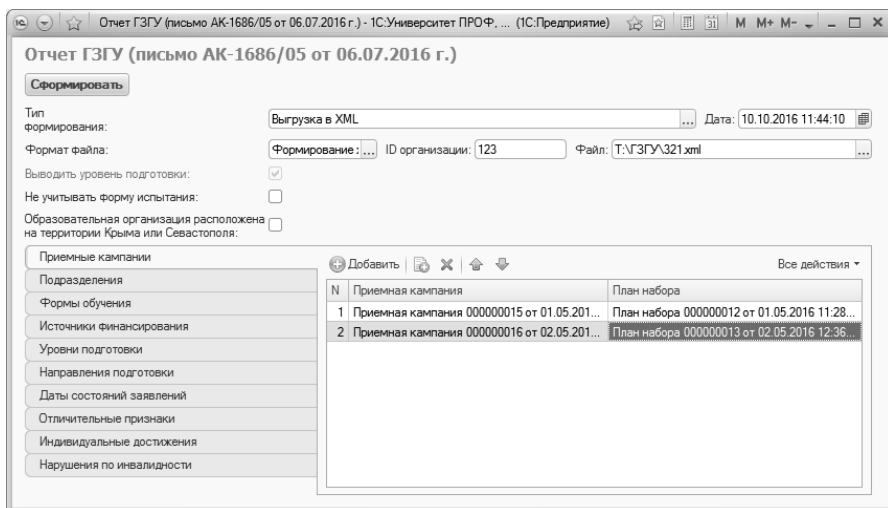 Отчет ГЗГУ (письмо АК-1686/05 от 06.07.2016 г.) - 1С:Университет ПРОФ, ... (1С:Предприятие) M M+ M-
Отчет ГЗГУ (письмо АК-1686/05 от 06.07.2016 г.)
Сформировать
Тип формирования: Выгрузка в XML ... Дата: 10.10.2016 11:44:10
Формат файла: Формирование: ... ID организации: 123 Файл: T:\ГЗГУ\321.xml ...
Выводить уровень подготовки:
Не учитывать форму испытания:
Образовательная организация расположена
на территории Крыма или Севастополя:
Приемные кампании
Подразделения
Формы обучения
Источники финансирования
Уровни подготовки
Направления подготовки
Даты состояний заявлений
Отличительные признаки
Индивидуальные достижения
Нарушения по инвалидности
Добавить Все действия
N Приемная кампания План набора
1 Приемная кампания 000000015 от 01.05.201... План набора 000000012 от 01.05.2016 11:28...
2 Приемная кампания 000000016 от 02.05.201... План набора 000000013 от 02.05.2016 12:36...